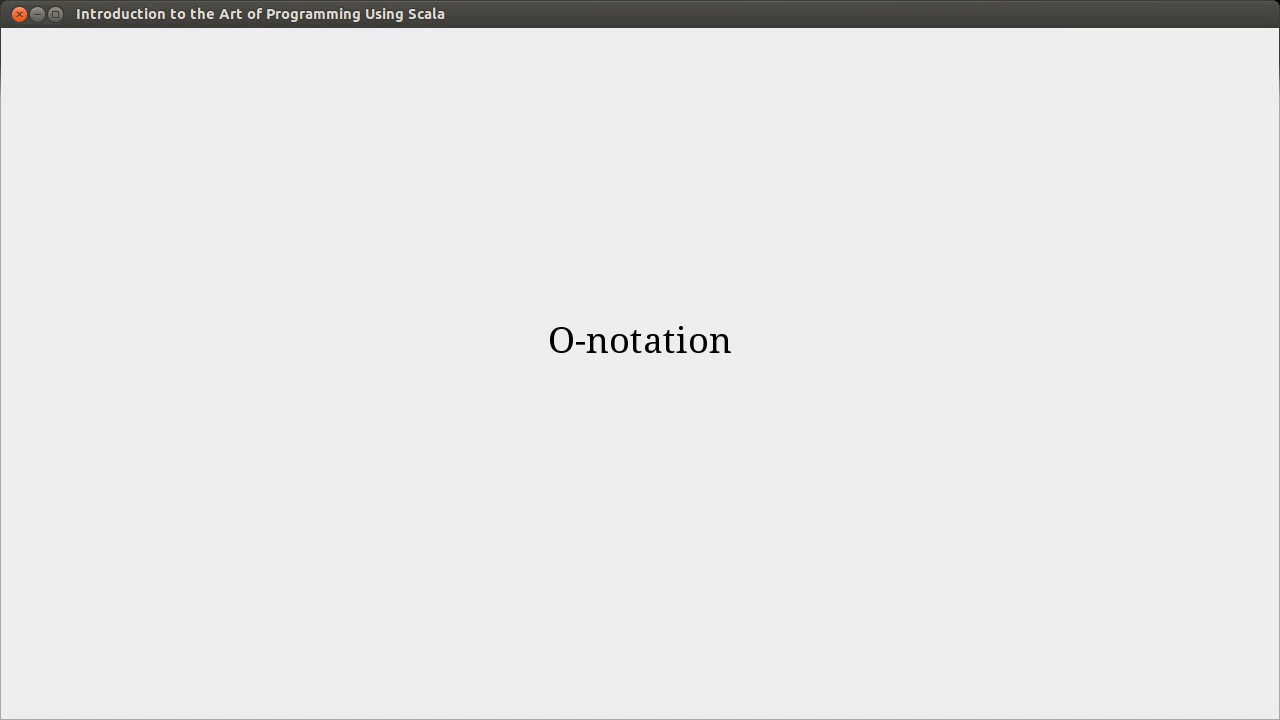 Introduction to the Art of Programming Using Scala
O-notation